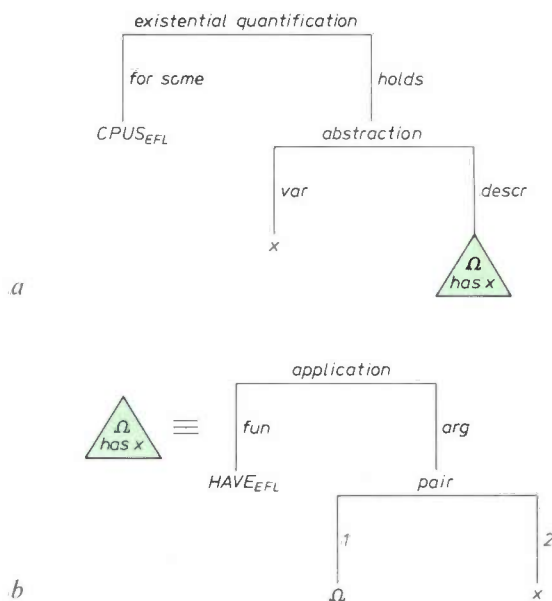 existential quantification
for some
holds
CPUS_EFL
abstraction
var
descr
x
Ω
has x
a
application
Ω
has x
≡
fun
arg
HAVE_EFL
pair
1
2
Ω
x
b